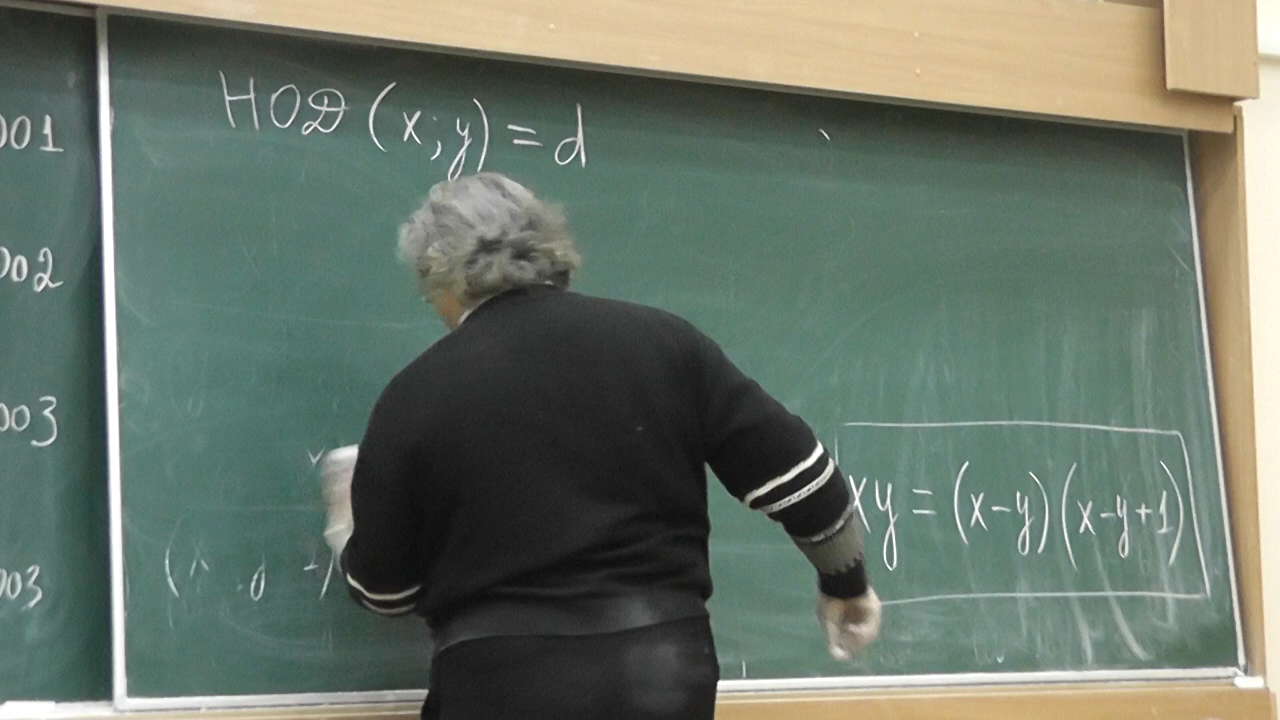 001
002
003
003
НОД (x; y) = d
xy = (x-y)(x-y+1)